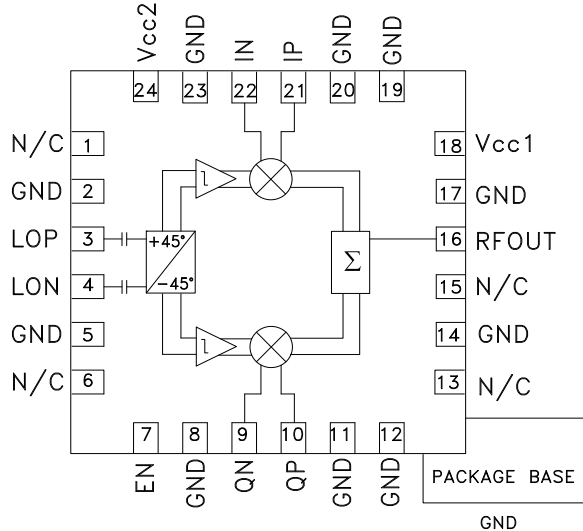 Vcc2 GND IN IP GND GND
24 23 22 21 20 19
N/C 1 18 Vcc1
GND 2 17 GND
LOP 3 +45° 16 RFOUT
Σ
LON 4 -45° 15 N/C
GND 5 14 GND
N/C 6 13 N/C
7 8 9 10 11 12
EN GND QN QP GND GND
PACKAGE BASE
GND